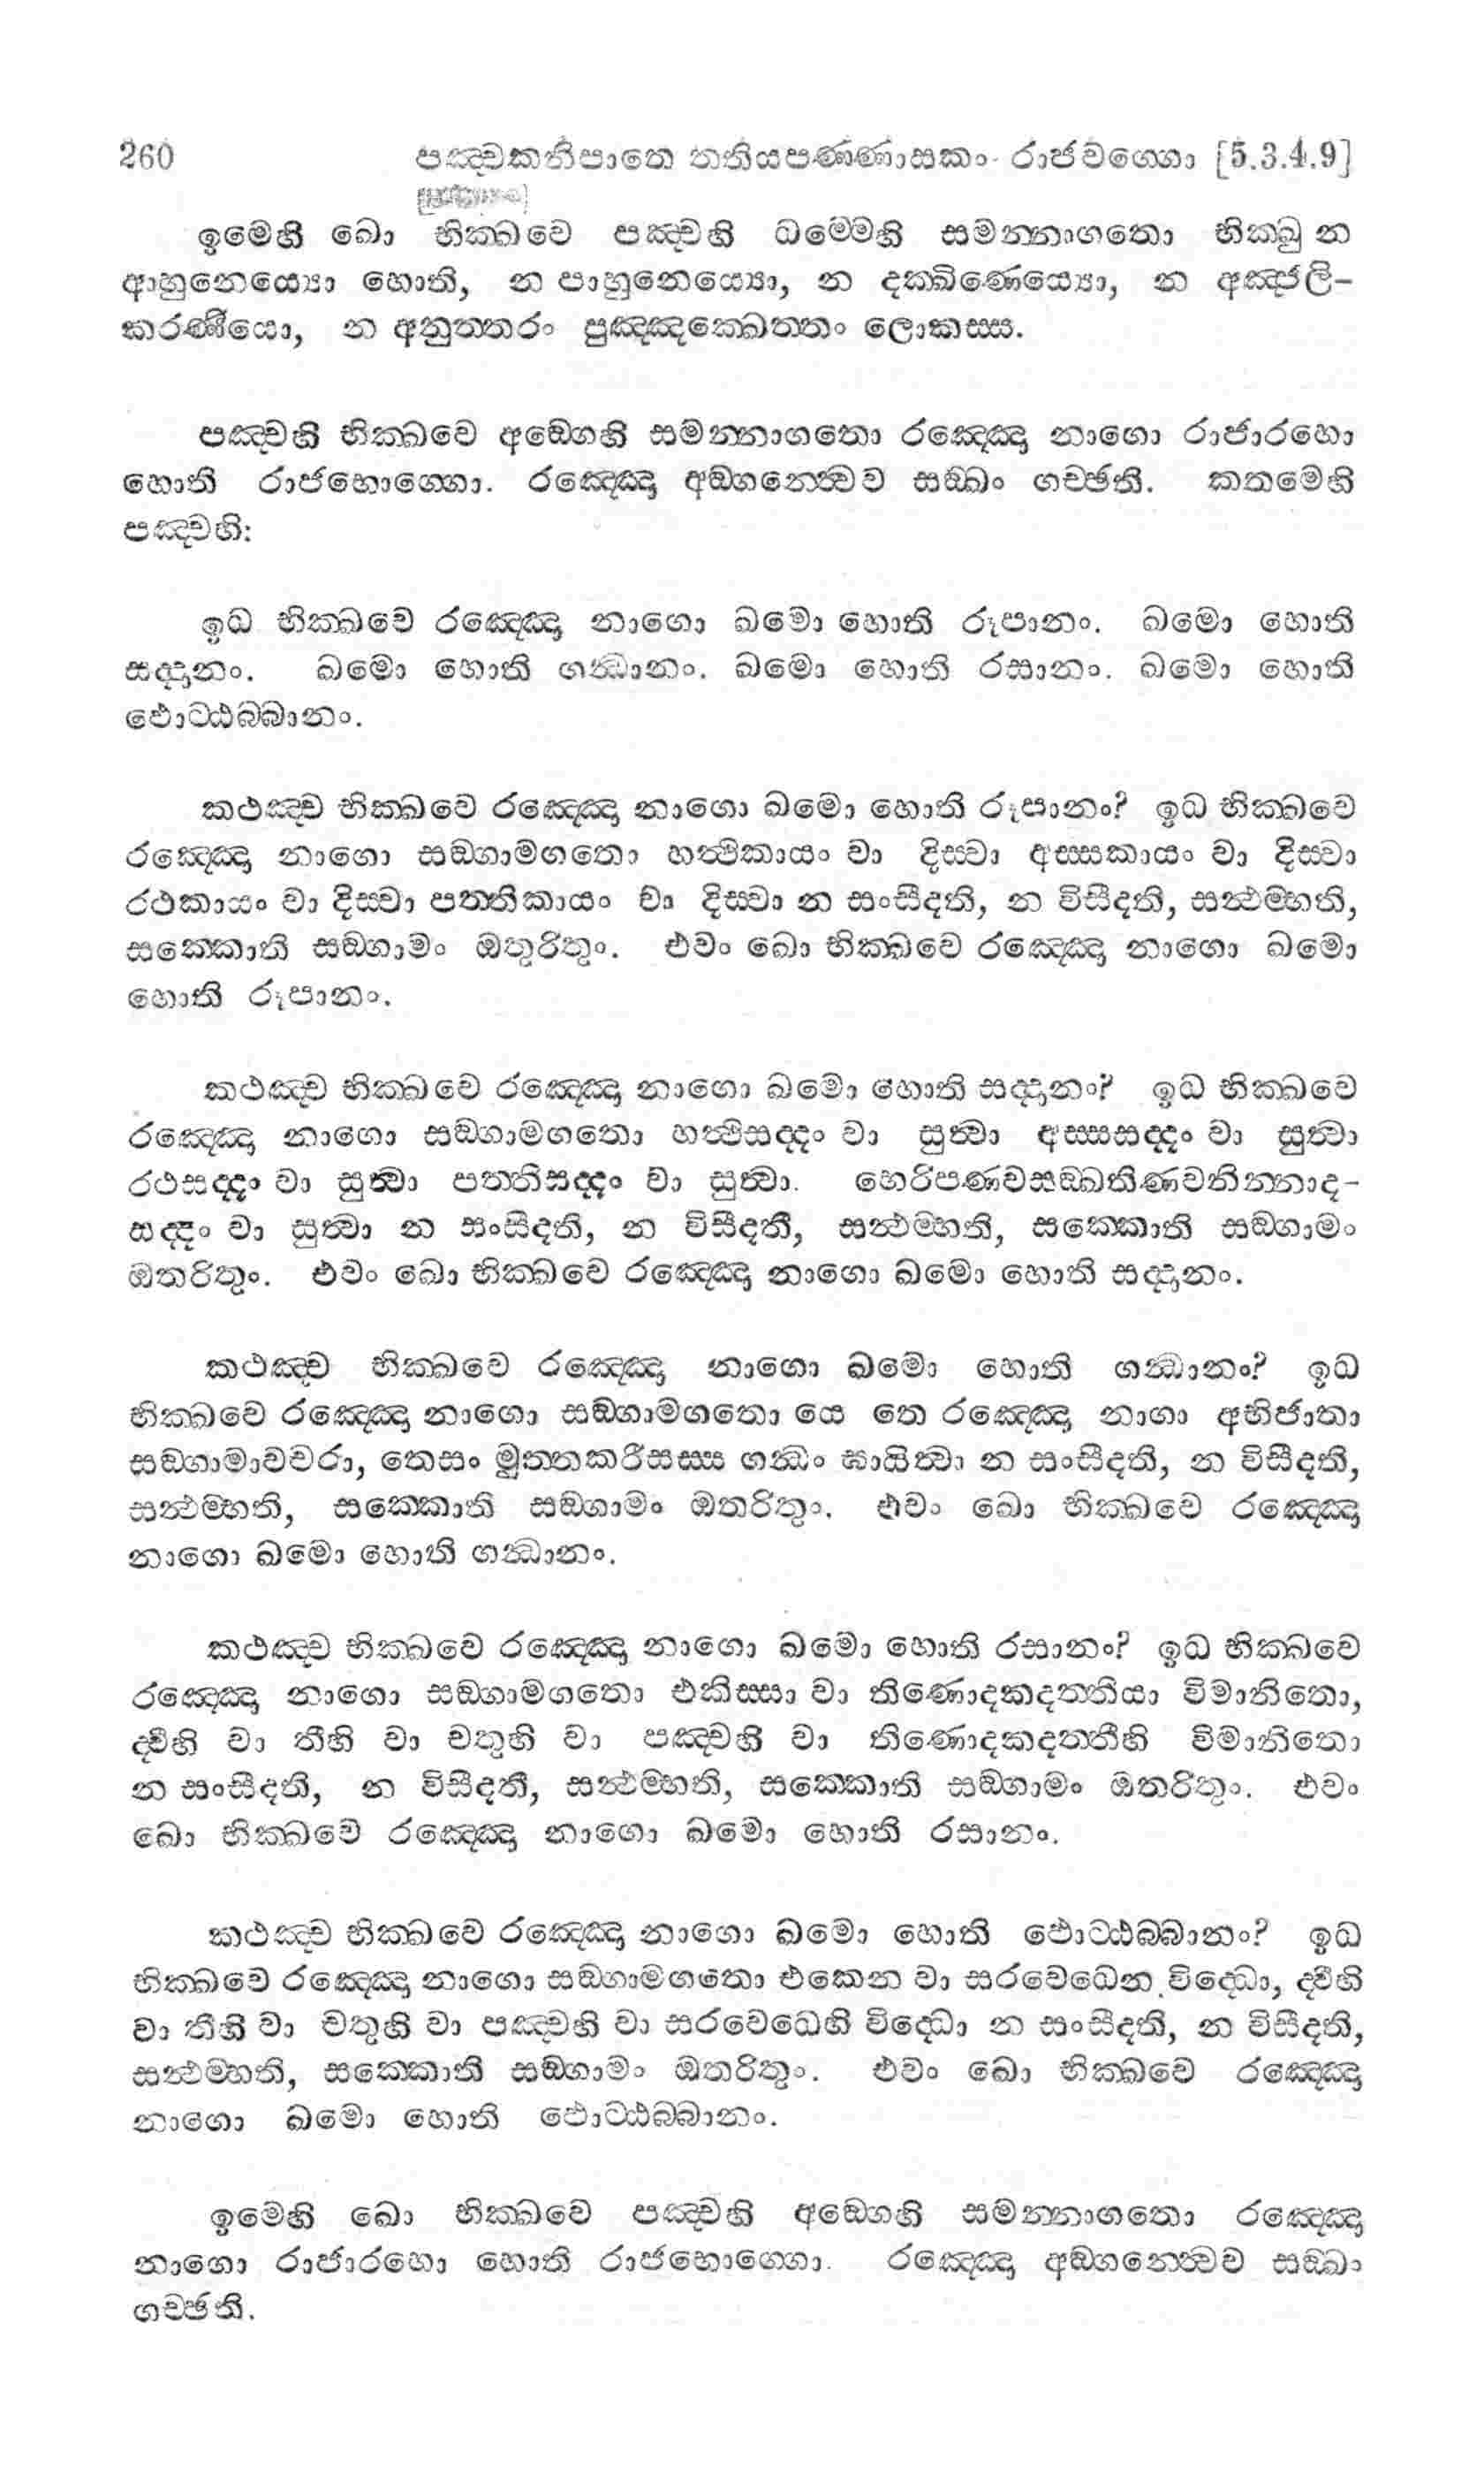 260 පඤ්චකනිපාතෙ තතියපණ්ණාසකං රාජවග්ගො [5.3.4.9]
ඉමෙහි ඛො භික්ඛවෙ පඤ්චහි ධම්මෙහි සමන්නාගතො භික්ඛු න
ආහුනෙය්‍යො හොති, න පාහුනෙය්‍යො, න දක්ඛිණෙය්‍යො, න අඤ්ජලි-
කරණීයො, න අනුත්තරං පුඤ්ඤක්ඛෙත්තං ලොකස්ස.
පඤ්චහි භික්ඛවෙ අඞ්ගෙහි සමන්නාගතො රඤ්ඤො නාගො රාජාරහො
හොති රාජභොග්ගො. රඤ්ඤො අඞ්ගන්ත්වෙව සඞ්ඛං ගච්ඡති. කතමෙහි
පඤ්චහි:
ඉධ භික්ඛවෙ රඤ්ඤො නාගො ඛමො හොති රූපානං. ඛමො හොති
සද්දානං. ඛමො හොති ගන්ධානං. ඛමො හොති රසානං. ඛමො හොති
ඵොට්ඨබ්බානං.
කථඤ්ච භික්ඛවෙ රඤ්ඤො නාගො ඛමො හොති රූපානං? ඉධ භික්ඛවෙ
රඤ්ඤො නාගො සඞ්ගාමගතො හත්ථිකායං වා දිස්වා අස්සකායං වා දිස්වා
රථකායං වා දිස්වා පත්තිකායං වා දිස්වා න සංසීදති, න විසීදති, සන්ථම්භති,
සක්කොති සඞ්ගාමං ඔතුරිතුං. එවං ඛො භික්ඛවෙ රඤ්ඤො නාගො ඛමො
හොති රූපානං.
කථඤ්ච භික්ඛවෙ රඤ්ඤො නාගො ඛමො හොති සද්දානං? ඉධ භික්ඛවෙ
රඤ්ඤො නාගො සඞ්ගාමගතො හත්ථිසද්දං වා සුත්වා අස්සසද්දං වා සුත්වා
රථසද්දං වා සුත්වා පත්තිසද්දං වා සුත්වා. භෙරිපණවසඞ්ඛතිණවනින්නාද-
සද්දං වා සුත්වා න සංසීදති, න විසීදති, සන්ථම්භති, සක්කොති සඞ්ගාමං
ඔතරිතුං. එවං ඛො භික්ඛවෙ රඤ්ඤො නාගො ඛමො හොති සද්දානං.
කථඤ්ච භික්ඛවෙ රඤ්ඤො නාගො ඛමො හොති ගන්ධානං? ඉධ
භික්ඛවෙ රඤ්ඤො නාගො සඞ්ගාමගතො යෙ තෙ රඤ්ඤො නාගා අභිජාතා
සඞ්ගාමාවචරා, තෙසං මුත්තකරීසස්ස ගන්ධං ඝායිත්වා න සංසීදති, න විසීදති,
සන්ථම්භති, සක්කොති සඞ්ගාමං ඔතරිතුං. එවං ඛො භික්ඛවෙ රඤ්ඤො
නාගො ඛමො හොති ගන්ධානං.
කථඤ්ච භික්ඛවෙ රඤ්ඤො නාගො ඛමො හොති රසානං? ඉධ භික්ඛවෙ
රඤ්ඤො නාගො සඞ්ගාමගතො එකිස්සා වා තිණොදකදත්තියා විමානිතො,
ද්වීහි වා තීහි වා චතුහි වා පඤ්චහි වා තිණොදකදත්තීහි විමානිතො
න සංසීදති, න විසීදති, සන්ථම්භති, සක්කොති සඞ්ගාමං ඔතරිතුං. එවං
ඛො භික්ඛවෙ රඤ්ඤො නාගො ඛමො හොති රසානං.
කථඤ්ච භික්ඛවෙ රඤ්ඤො නාගො ඛමො හොති ඵොට්ඨබ්බානං? ඉධ
භික්ඛවෙ රඤ්ඤො නාගො සඞ්ගාමගතො එකෙන වා සරවෙධෙන විද්ධො, ද්වීහි
වා තීහි වා චතුහි වා පඤ්චහි වා සරවෙධෙහි විද්ධො න සංසීදති, න විසීදති,
සන්ථම්භති, සක්කොති සඞ්ගාමං ඔතරිතුං. එවං ඛො භික්ඛවෙ රඤ්ඤො
නාගො ඛමො හොති ඵොට්ඨබ්බානං.
ඉමෙහි ඛො භික්ඛවෙ පඤ්චහි අඞ්ගෙහි සමන්නාගතො රඤ්ඤො
නාගො රාජාරහො හොති රාජභොග්ගො. රඤ්ඤො අඞ්ගන්ත්වෙව සඞ්ඛං
ගච්ඡති.